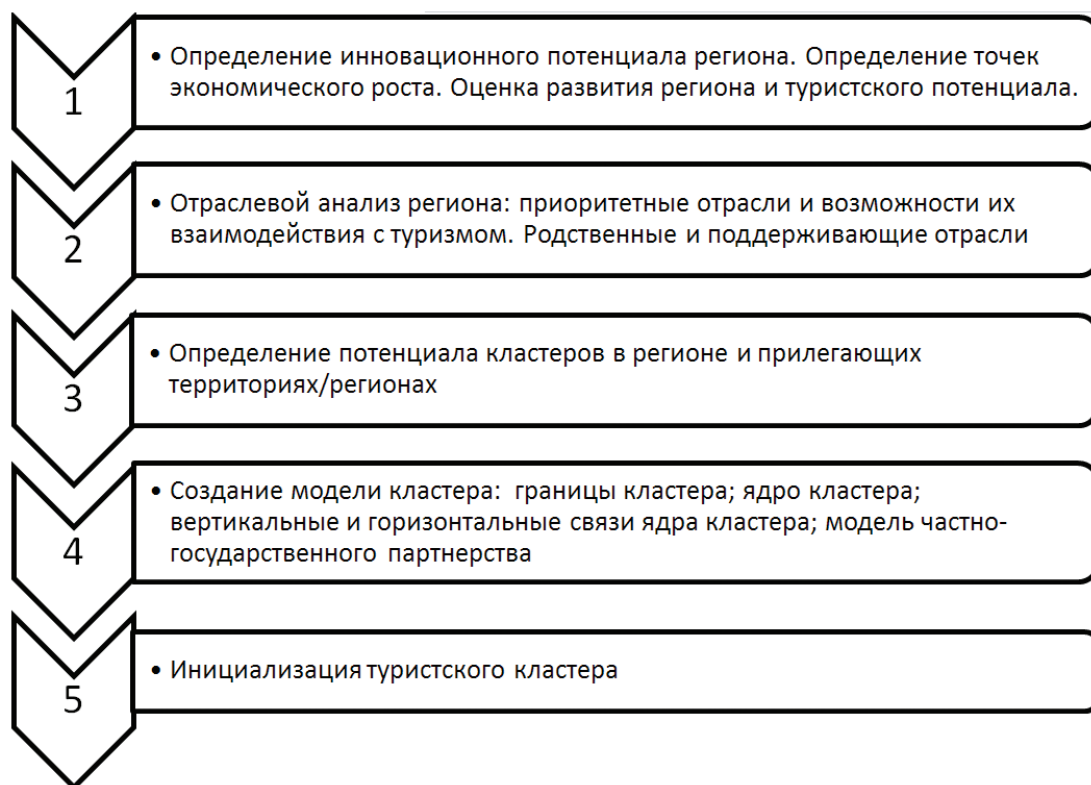 1
• Определение инновационного потенциала региона. Определение точек
экономического роста. Оценка развития региона и туристского потенциала.
2
• Отраслевой анализ региона: приоритетные отрасли и возможности их
взаимодействия с туризмом. Родственные и поддерживающие отрасли
3
• Определение потенциала кластеров в регионе и прилегающих
территориях/регионах
4
• Создание модели кластера: границы кластера; ядро кластера;
вертикальные и горизонтальные связи ядра кластера; модель частно-
государственного партнерства
5
• Инициализация туристского кластера